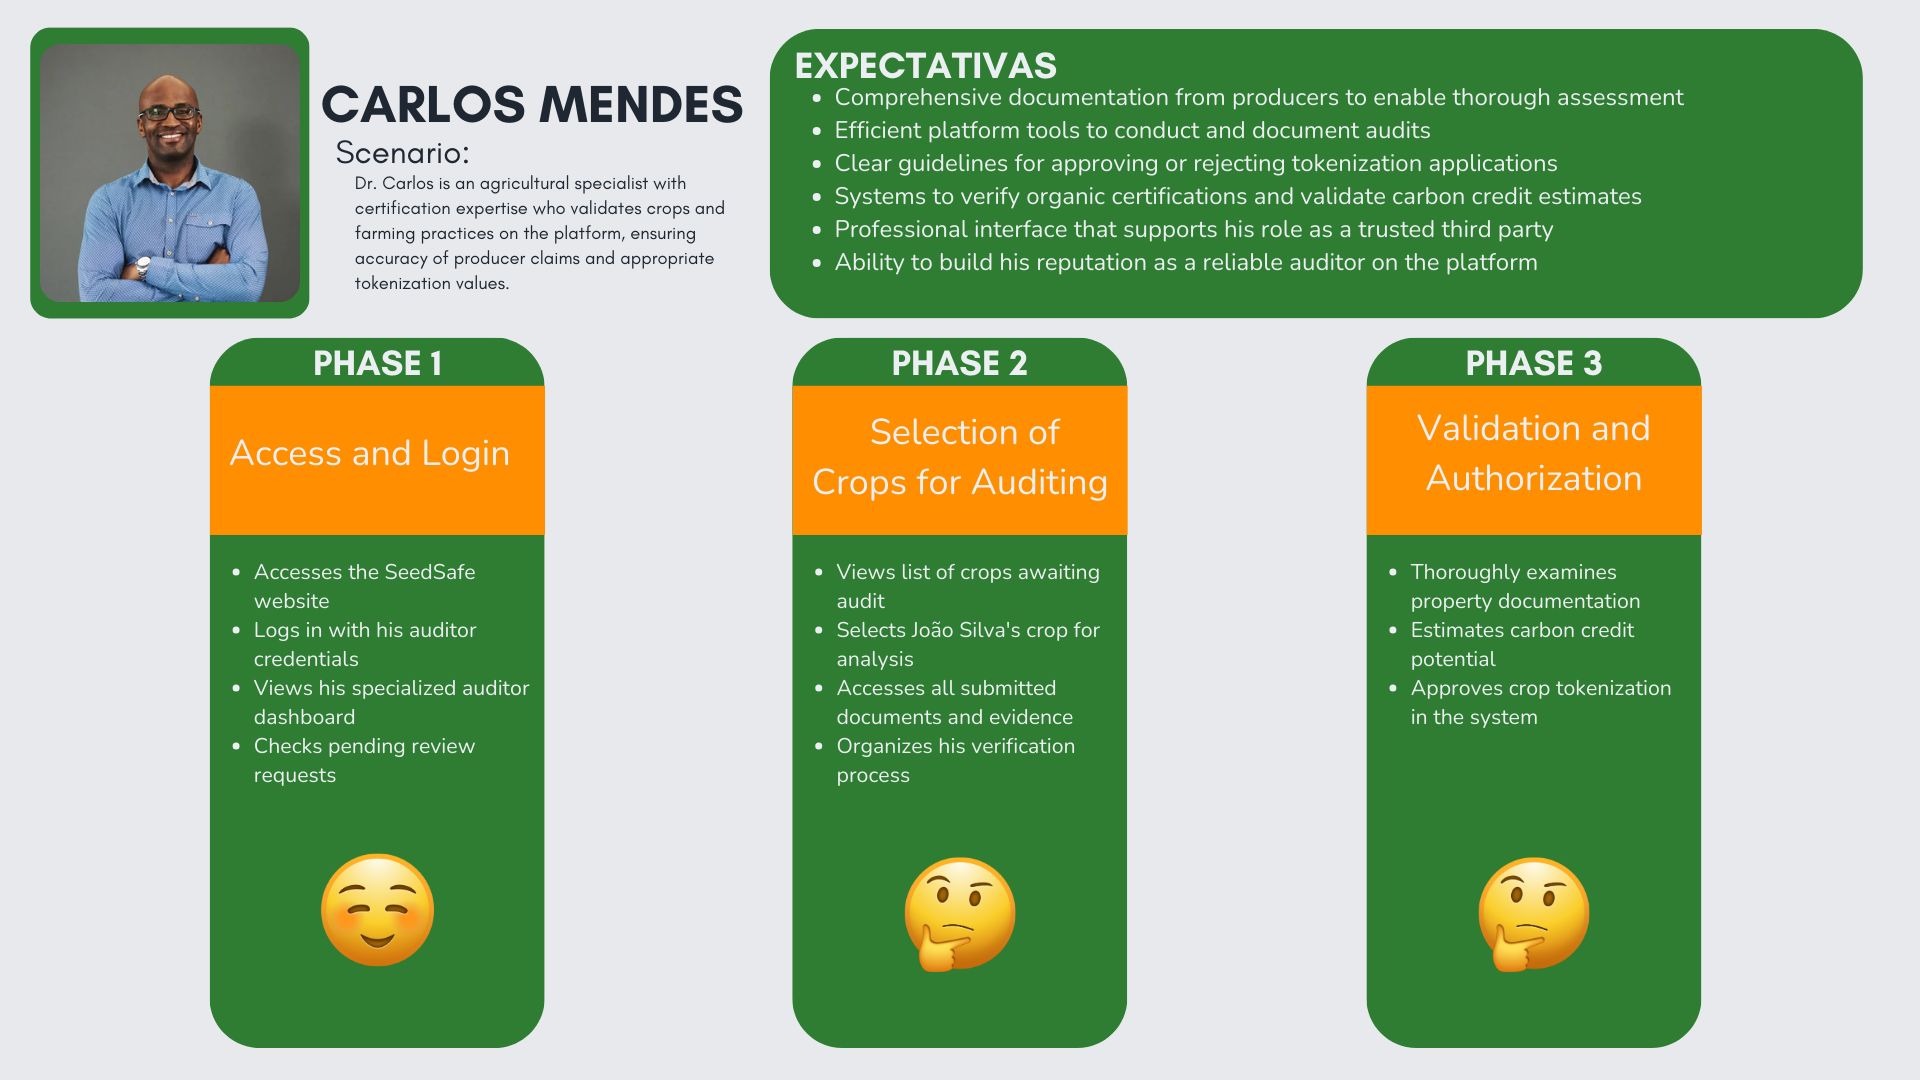 CARLOS MENDES
Scenario:
Dr. Carlos is an agricultural specialist with
certification expertise who validates crops and
farming practices on the platform, ensuring
accuracy of producer claims and appropriate
tokenization values.
EXPECTATIVAS
• Comprehensive documentation from producers to enable thorough assessment
• Efficient platform tools to conduct and document audits
• Clear guidelines for approving or rejecting tokenization applications
• Systems to verify organic certifications and validate carbon credit estimates
• Professional interface that supports his role as a trusted third party
• Ability to build his reputation as a reliable auditor on the platform
PHASE 1
Access and Login
• Accesses the SeedSafe
website
• Logs in with his auditor
credentials
• Views his specialized auditor
dashboard
• Checks pending review
requests
PHASE 2
Selection of
Crops for Auditing
• Views list of crops awaiting
audit
• Selects João Silva's crop for
analysis
• Accesses all submitted
documents and evidence
• Organizes his verification
process
PHASE 3
Validation and
Authorization
• Thoroughly examines
property documentation
• Estimates carbon credit
potential
• Approves crop tokenization
in the system